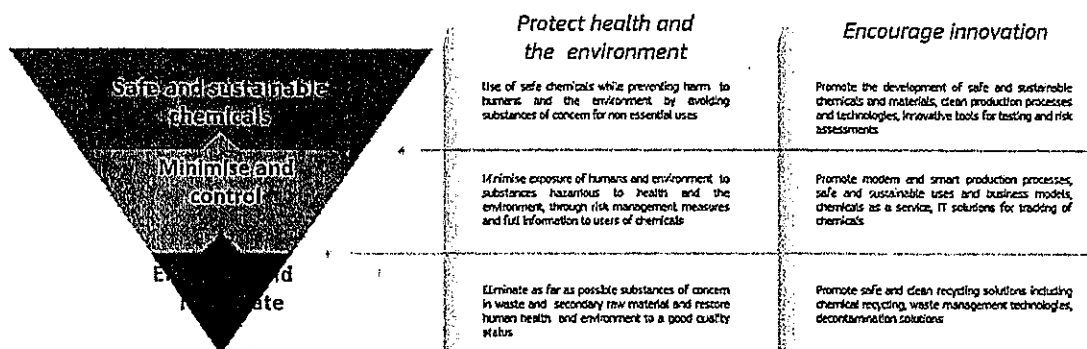 Protect health and
the environment
Encourage innovation
Safe and sustainable
chemicals
Use of safe chemicals while preventing harm to
humans and the environment by avoiding
substances of concern for non essential uses
Promote the development of safe and sustainable
chemicals and materials, clean production processes
and technologies, innovative tools for testing and risk
assessments
Minimise and
control
Minimise exposure of humans and environment to
substances hazardous to health and the
environment, through risk management measures
and full information to users of chemicals
Promote modern and smart production processes,
safe and sustainable uses and business models,
chemicals as a service, IT solutions for tracking of
chemicals
and
Eliminate as far as possible substances of concern
in waste and secondary raw material and restore
human health and environment to a good quality
status
Promote safe and clean recycling solutions including
chemical recycling, waste management technologies,
decontamination solutions